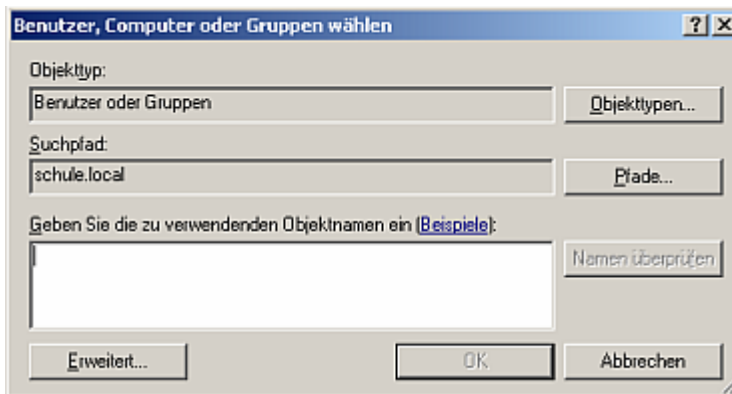 Benutzer, Computer oder Gruppen wählen
Objekttyp:
Benutzer oder Gruppen
Objekttypen...
Suchpfad:
schule.local
Pfade...
Geben Sie die zu verwendenden Objektnamen ein (Beispiele):
Namen überprüfen
Erweitert...
OK
Abbrechen